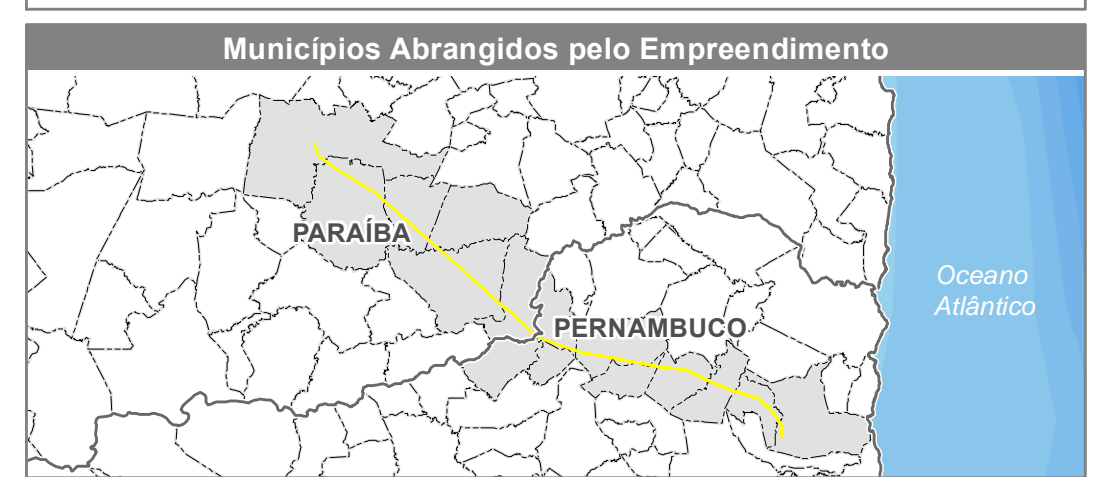 Municípios Abrangidos pelo Empreendimento
PARAÍBA
Oceano
Atlântico
PERNAMBUCO